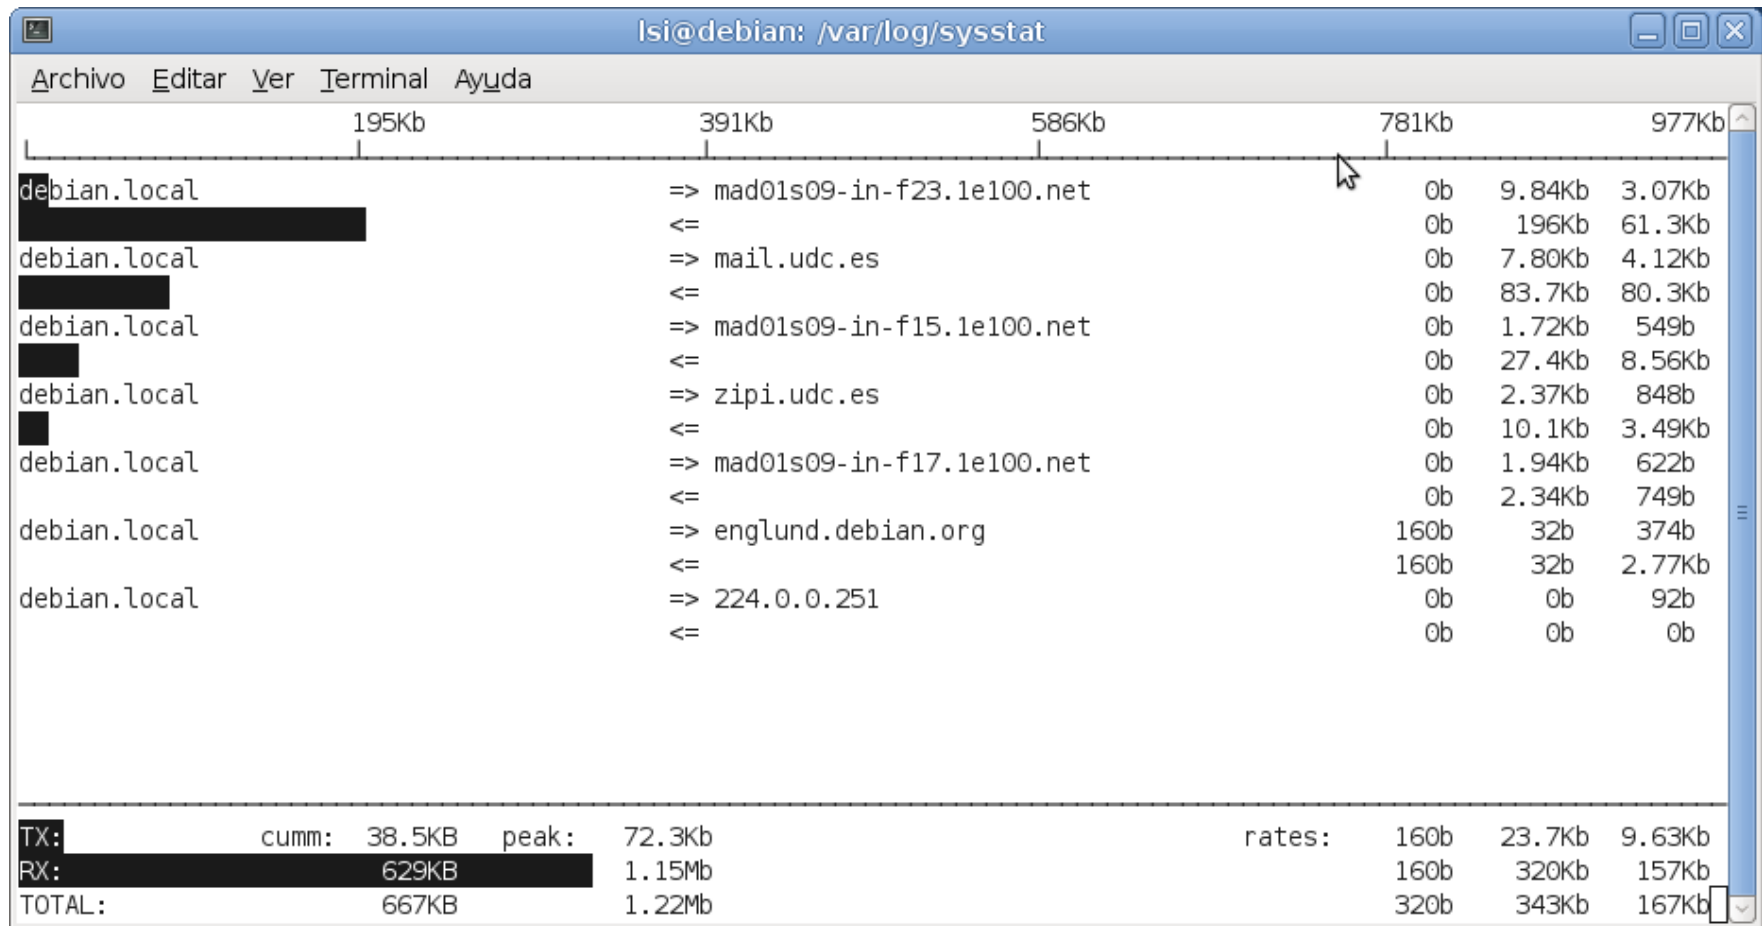 lsi@debian: /var/log/sysstat
Archivo Editar Ver Terminal Ayuda
195Kb 391Kb 586Kb 781Kb 977Kb
debian.local => mad01s09-in-f23.1e100.net 0b 9.84Kb 3.07Kb
<= 0b 196Kb 61.3Kb
debian.local => mail.udc.es 0b 7.80Kb 4.12Kb
<= 0b 83.7Kb 80.3Kb
debian.local => mad01s09-in-f15.1e100.net 0b 1.72Kb 549b
<= 0b 27.4Kb 8.56Kb
debian.local => zipi.udc.es 0b 2.37Kb 848b
<= 0b 10.1Kb 3.49Kb
debian.local => mad01s09-in-f17.1e100.net 0b 1.94Kb 622b
<= 0b 2.34Kb 749b
debian.local => englund.debian.org 160b 32b 374b
<= 160b 32b 2.77Kb
debian.local => 224.0.0.251 0b 0b 92b
<= 0b 0b 0b
TX: cumm: 38.5KB peak: 72.3Kb rates: 160b 23.7Kb 9.63Kb
RX: 629KB 1.15Mb 160b 320Kb 157Kb
TOTAL: 667KB 1.22Mb 320b 343Kb 167Kb